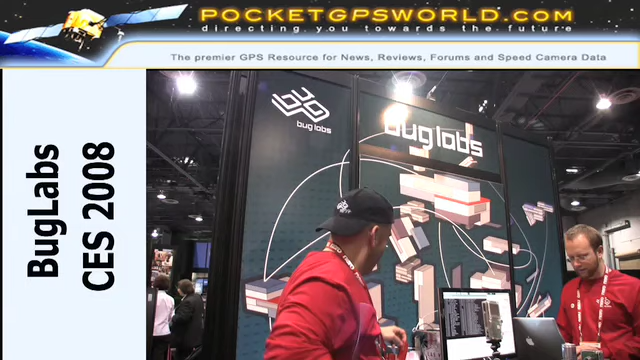 POCKETGPSWORLD.COM
directing you towards the future
The premier GPS Resource for News, Reviews, Forums and Speed Camera Data
BugLabs
CES 2008
bug labs
bug labs